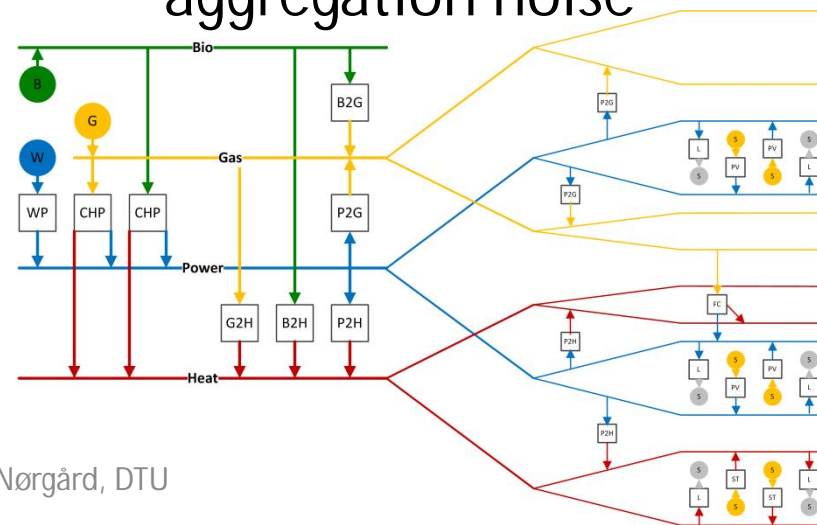 aggregation noise
Bio
B
B2G
G
W
Gas
WP
CHP
CHP
P2G
Power
G2H
B2H
P2H
Heat
P2G
P2G
L
S
S
PV
PV
S
S
L
FC
P2H
L
S
S
PV
PV
S
S
L
P2H
S
L
ST
S
S
ST
L
S
Nørgård, DTU